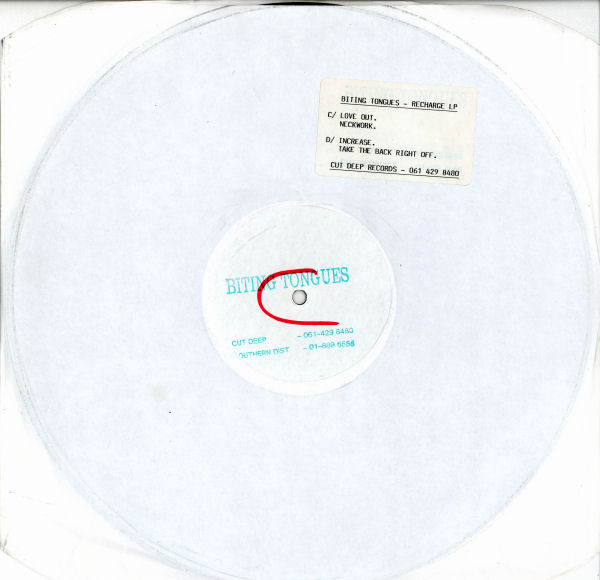 BITING TONGUES - RECHARGE LP
C/ LOVE OUT.
NECKWORK.
D/ INCREASE.
TAKE THE BACK RIGHT OFF.
CUT DEEP RECORDS - 061 429 8480
BITING TONGUES
C
CUT DEEP - 061-429 8480
OUTHERN DIST - 01-889 6656